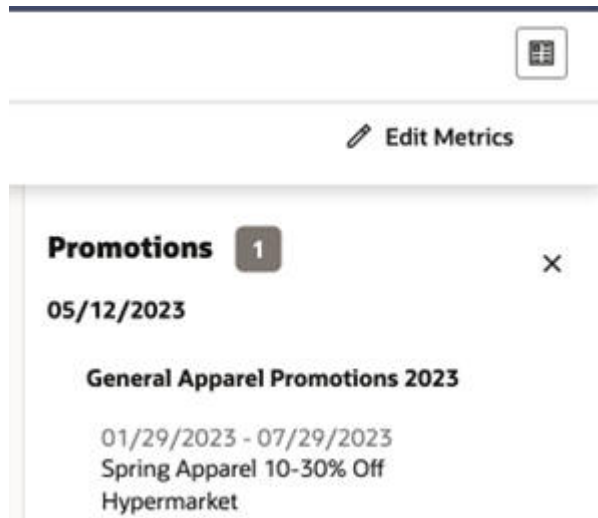 Edit Metrics
Promotions 1
05/12/2023
General Apparel Promotions 2023
01/29/2023 - 07/29/2023
Spring Apparel 10-30% Off
Hypermarket